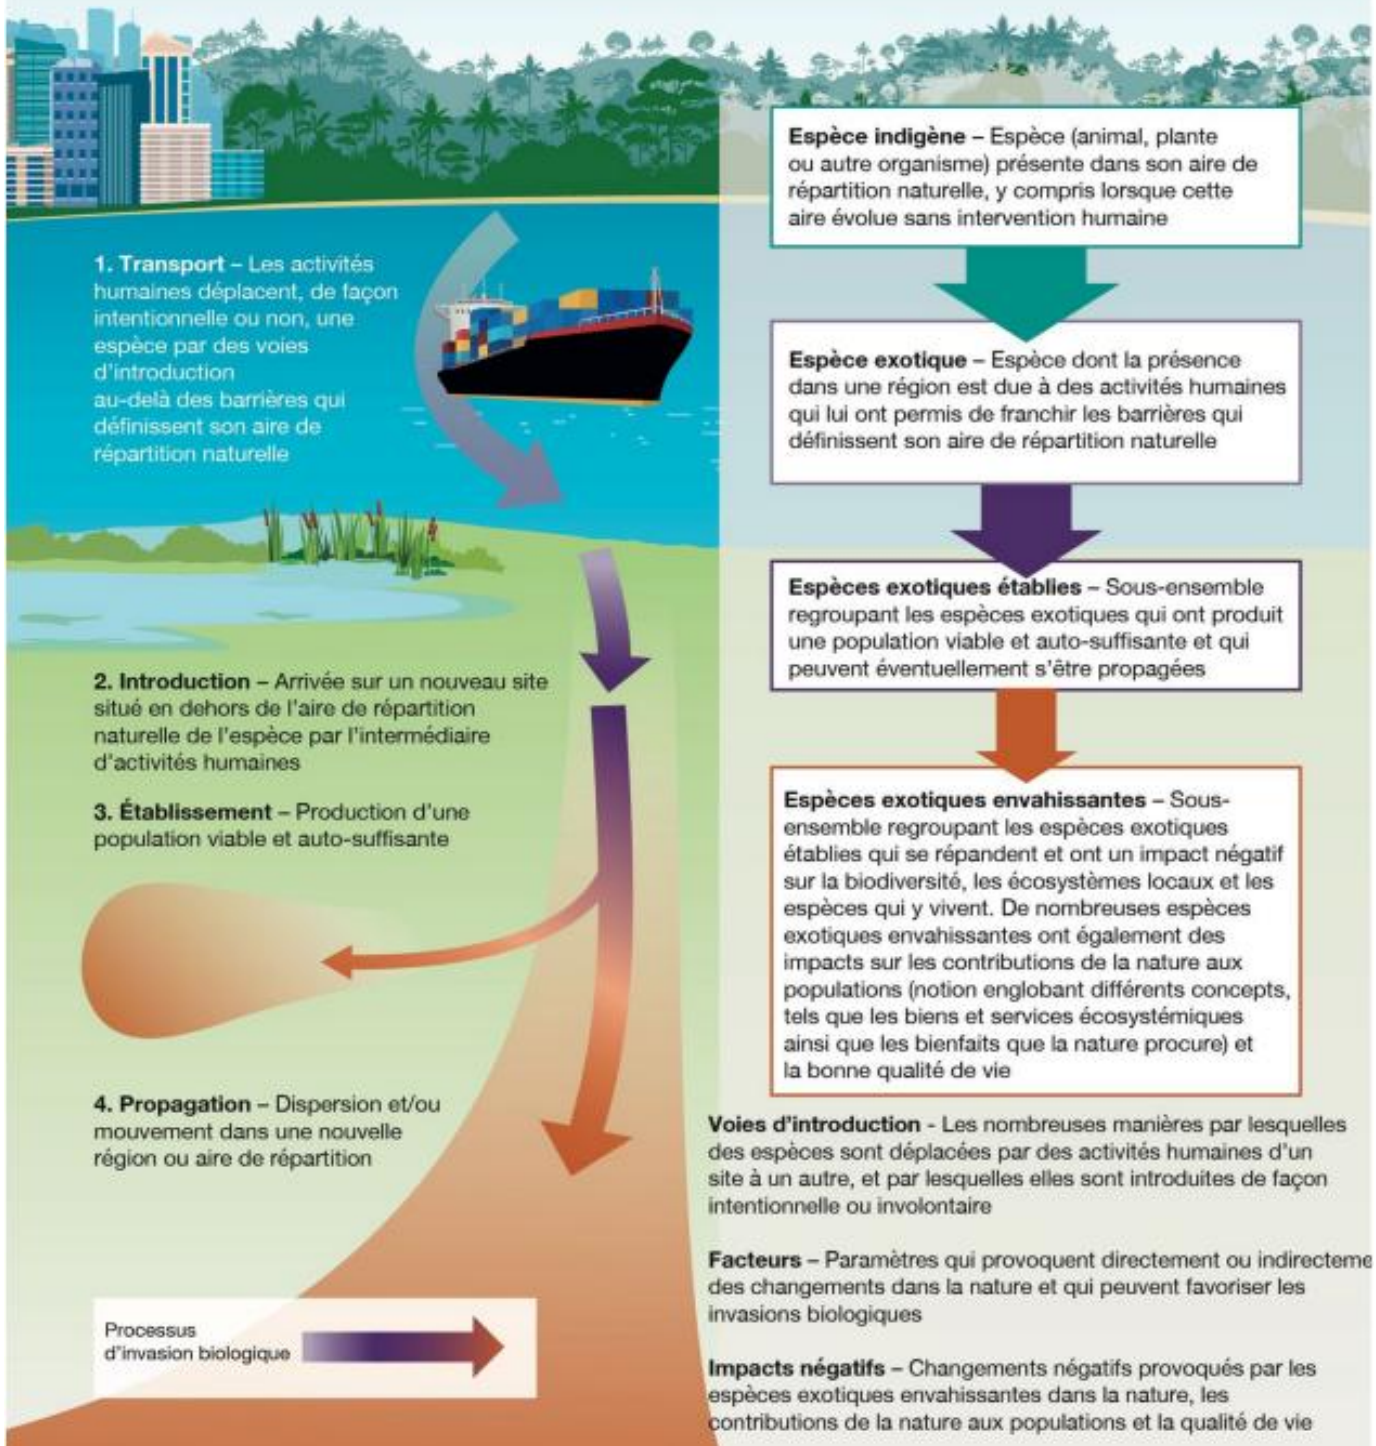 Espèce indigène – Espèce (animal, plante
ou autre organisme) présente dans son aire de
répartition naturelle, y compris lorsque cette
aire évolue sans intervention humaine
1. Transport – Les activités
humaines déplacent, de façon
intentionnelle ou non, une
espèce par des voies
d'introduction
au-delà des barrières qui
définissent son aire de
répartition naturelle
Espèce exotique – Espèce dont la présence
dans une région est due à des activités humaines
qui lui ont permis de franchir les barrières qui
définissent son aire de répartition naturelle
Espèces exotiques établies – Sous-ensemble
regroupant les espèces exotiques qui ont produit
une population viable et auto-suffisante et qui
peuvent éventuellement s'être propagées
2. Introduction – Arrivée sur un nouveau site
situé en dehors de l'aire de répartition
naturelle de l'espèce par l'intermédiaire
d'activités humaines
3. Établissement – Production d'une
population viable et auto-suffisante
Espèces exotiques envahissantes – Sous-
ensemble regroupant les espèces exotiques
établies qui se répandent et ont un impact négatif
sur la biodiversité, les écosystèmes locaux et les
espèces qui y vivent. De nombreuses espèces
exotiques envahissantes ont également des
impacts sur les contributions de la nature aux
populations (notion englobant différents concepts,
tels que les biens et services écosystémiques
ainsi que les bienfaits que la nature procure) et
la bonne qualité de vie
4. Propagation – Dispersion et/ou
mouvement dans une nouvelle
région ou aire de répartition
Voies d'introduction - Les nombreuses manières par lesquelles
des espèces sont déplacées par des activités humaines d'un
site à un autre, et par lesquelles elles sont introduites de façon
intentionnelle ou involontaire
Facteurs – Paramètres qui provoquent directement ou indirecteme
des changements dans la nature et qui peuvent favoriser les
invasions biologiques
Processus
d'invasion biologique
Impacts négatifs – Changements négatifs provoqués par les
espèces exotiques envahissantes dans la nature, les
contributions de la nature aux populations et la qualité de vie